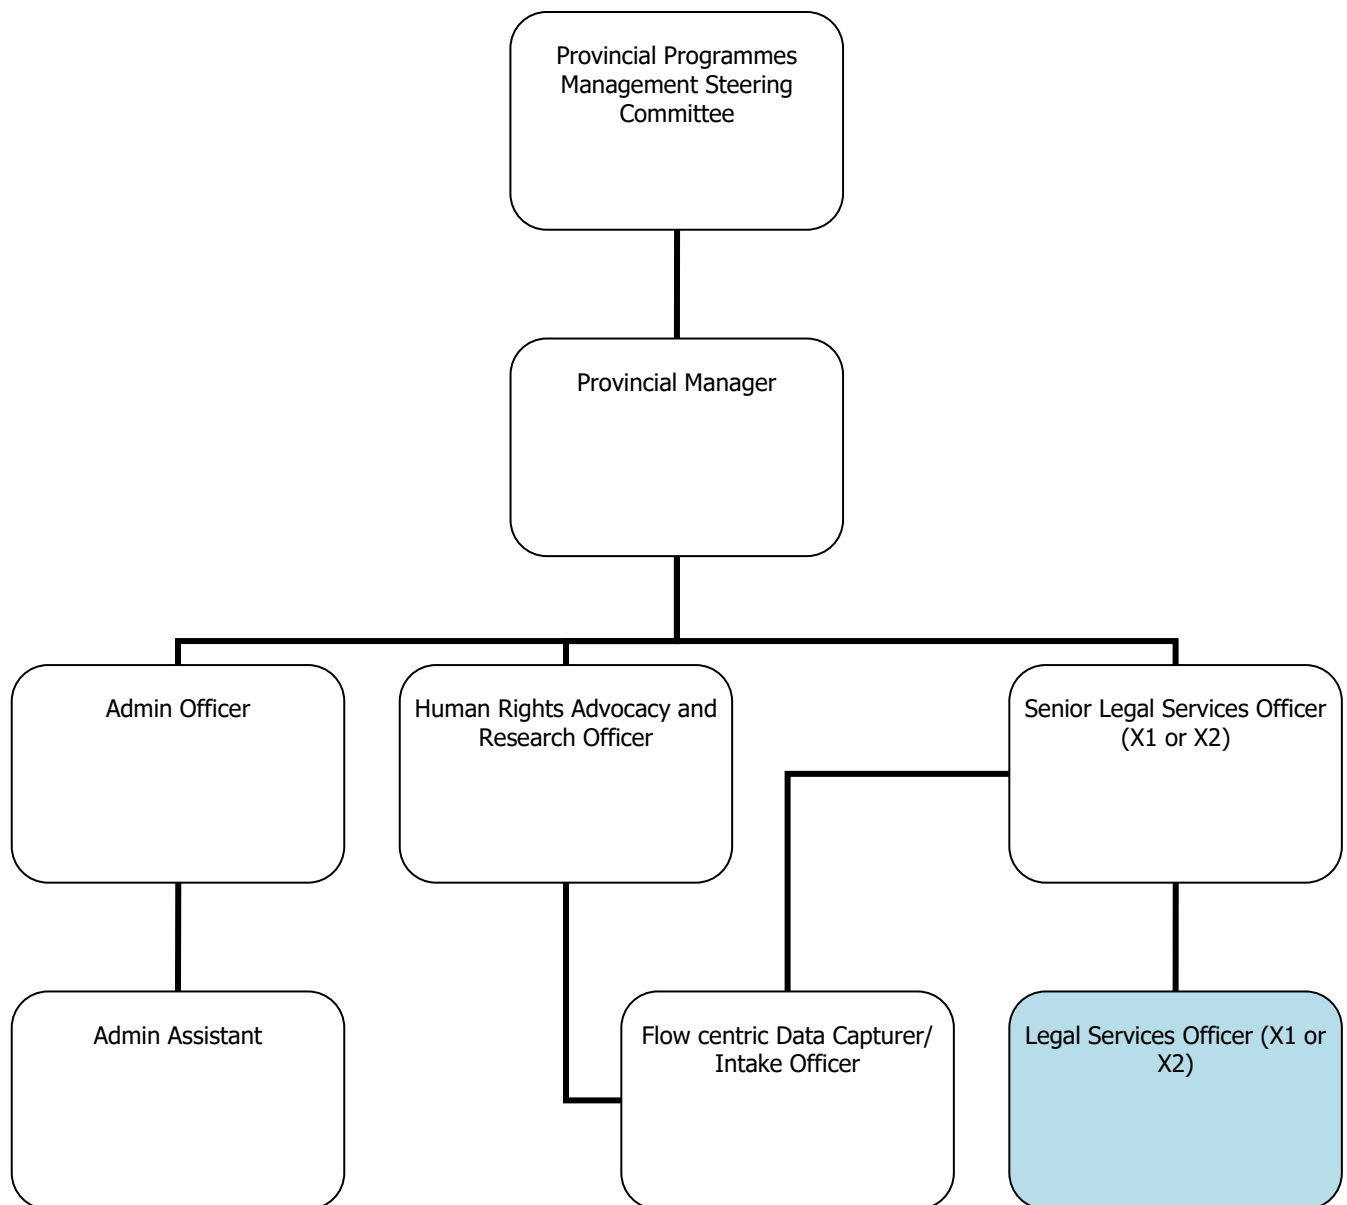 Provincial Programmes
Management Steering
Committee
Provincial Manager
Admin Officer
Human Rights Advocacy and
Research Officer
Senior Legal Services Officer
(X1 or X2)
Admin Assistant
Flow centric Data Capturer/
Intake Officer
Legal Services Officer (X1 or
X2)